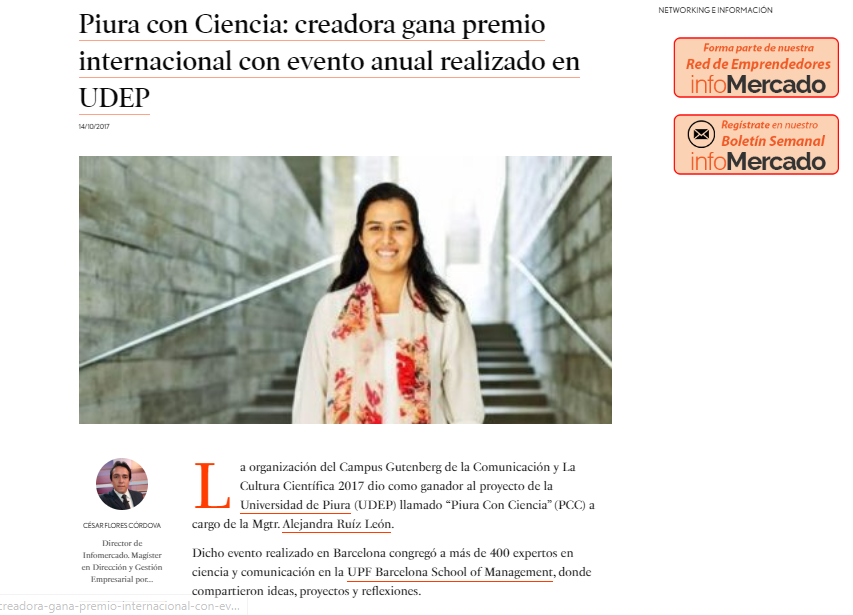 NETWORKING E INFORMACIÓN
Piura con Ciencia: creadora gana premio
internacional con evento anual realizado en
UDEP
14/10/2017
Forma parte de nuestra
Red de Emprendedores
infoMercado
Regístrate en nuestro
Boletín Semanal
infoMercado
La organización del Campus Gutenberg de la Comunicación y La
Cultura Científica 2017 dio como ganador al proyecto de la
Universidad de Piura (UDEP) llamado “Piura Con Ciencia” (PCC) a
cargo de la Mgtr. Alejandra Ruíz León.
Dicho evento realizado en Barcelona congregó a más de 400 expertos en
ciencia y comunicación en la UPF Barcelona School of Management, donde
compartieron ideas, proyectos y reflexiones.
CÉSAR FLORES CÓRDOVA
Director de
Infomercado. Magíster
en Dirección y Gestión
Empresarial por...
creadora-gana-premio-internacional-con-ev...